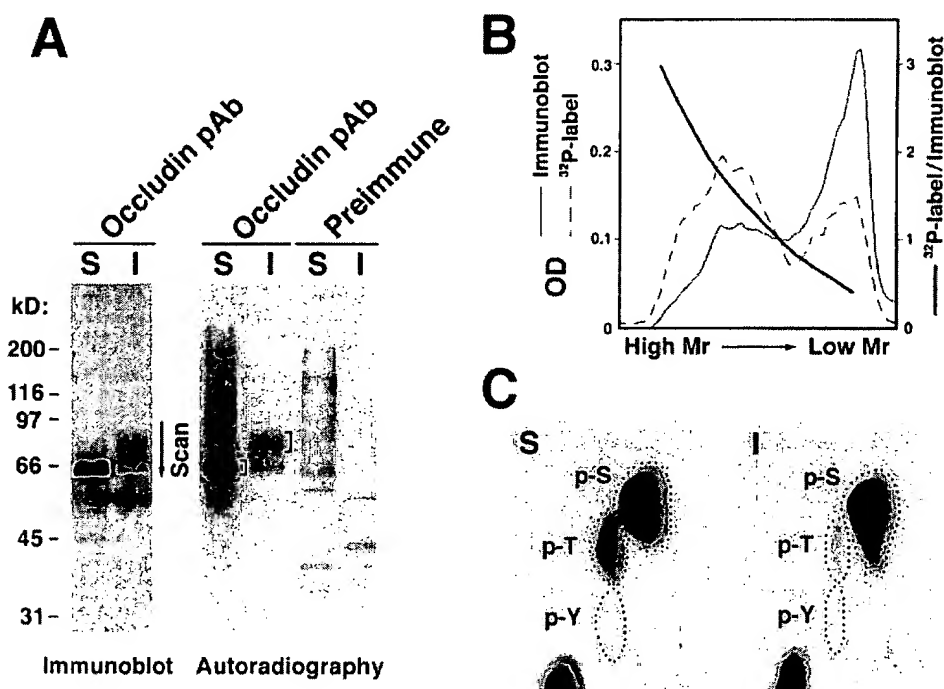 A
Occludin pAb
Occludin pAb
Preimmune
S I
S I
S I
kD:
200
116
97
66
45
31
Scan
Immunoblot
Autoradiography
B
OD
Immunoblot
³²P-label
0.3
0.2
0.1
0
3
2
1
0
³²P-label/Immunoblot
High Mr
Low Mr
C
S
p-S
p-T
p-Y
I
p-S
p-T
p-Y